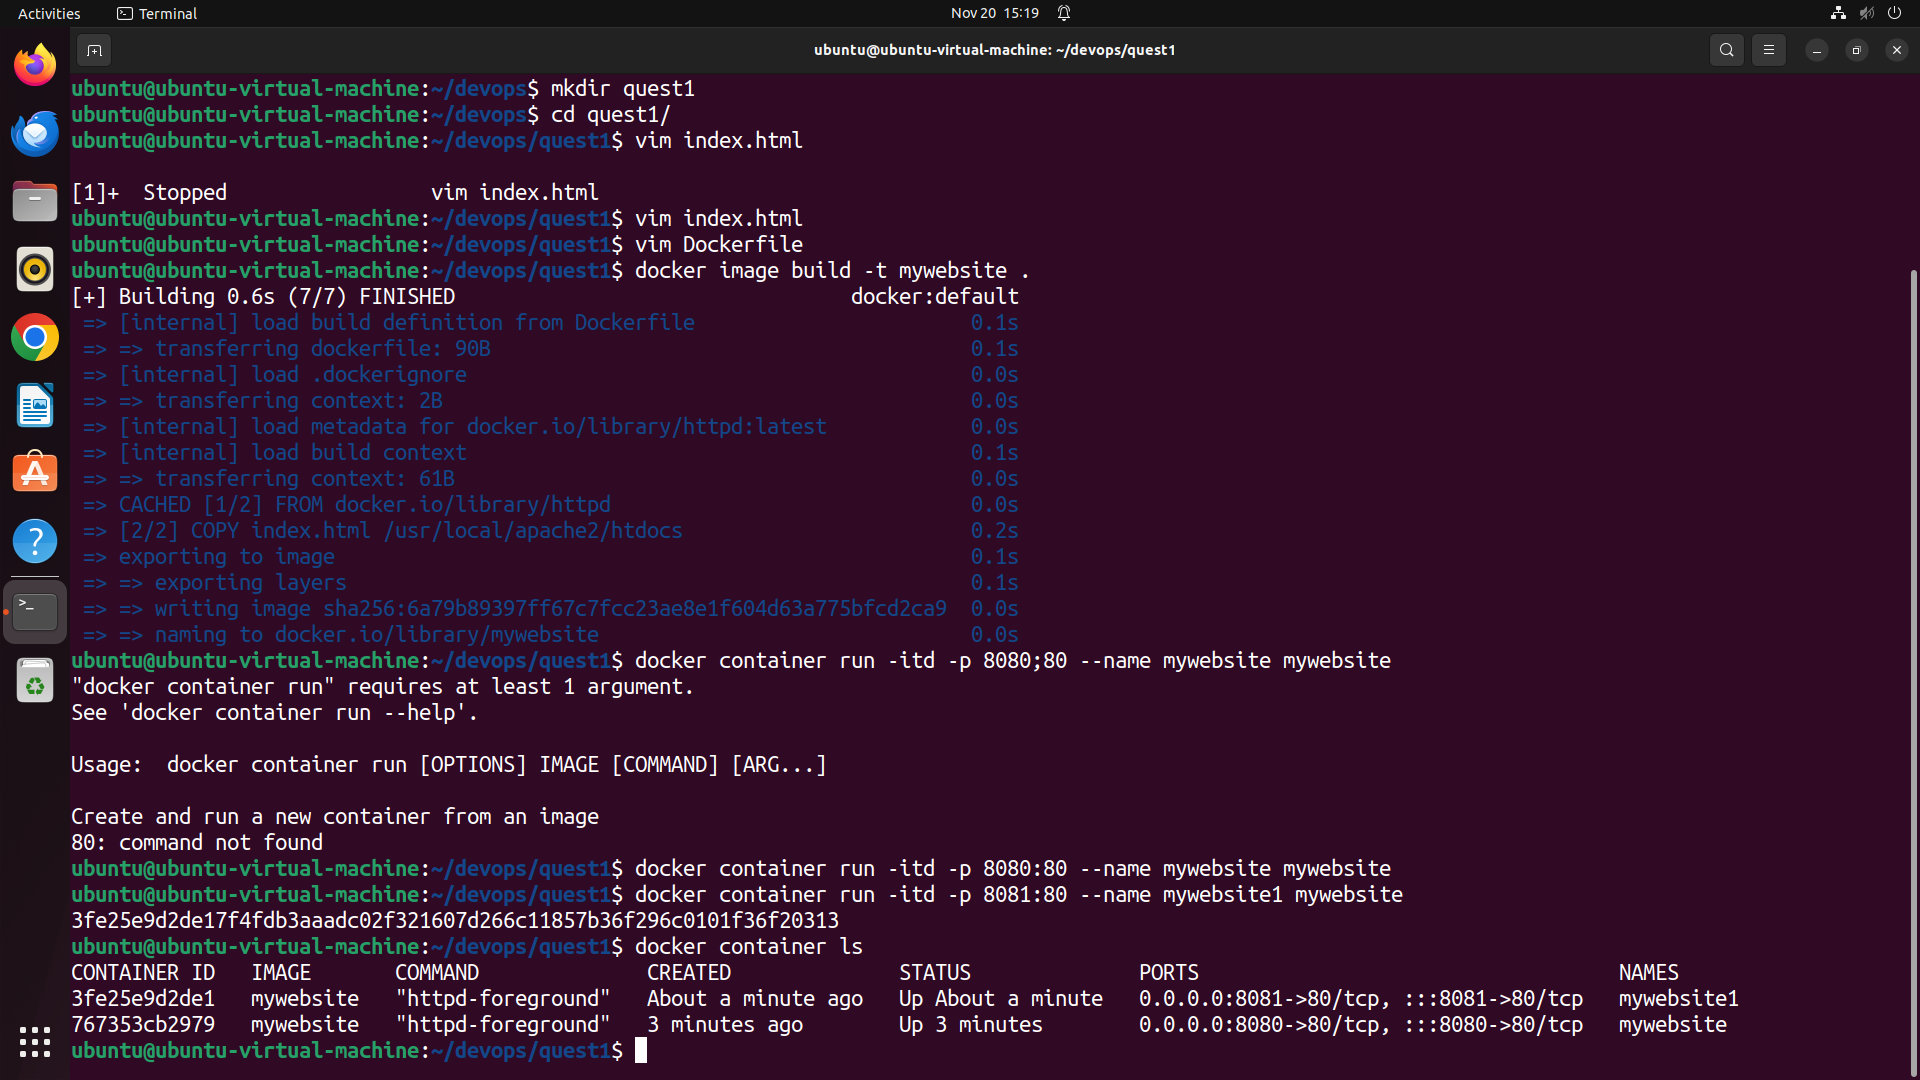 Activities Terminal Nov 20 15:19
ubuntu@ubuntu-virtual-machine: ~/devops/quest1
ubuntu@ubuntu-virtual-machine:~/devops$ mkdir quest1
ubuntu@ubuntu-virtual-machine:~/devops$ cd quest1/
ubuntu@ubuntu-virtual-machine:~/devops/quest1$ vim index.html
[1]+  Stopped                 vim index.html
ubuntu@ubuntu-virtual-machine:~/devops/quest1$ vim index.html
ubuntu@ubuntu-virtual-machine:~/devops/quest1$ vim Dockerfile
ubuntu@ubuntu-virtual-machine:~/devops/quest1$ docker image build -t mywebsite .
[+] Building 0.6s (7/7) FINISHED                                 docker:default
 => [internal] load build definition from Dockerfile                       0.1s
 => => transferring dockerfile: 90B                                        0.1s
 => [internal] load .dockerignore                                          0.0s
 => => transferring context: 2B                                            0.0s
 => [internal] load metadata for docker.io/library/httpd:latest            0.0s
 => [internal] load build context                                          0.1s
 => => transferring context: 61B                                           0.0s
 => CACHED [1/2] FROM docker.io/library/httpd                              0.0s
 => [2/2] COPY index.html /usr/local/apache2/htdocs                        0.2s
 => exporting to image                                                     0.1s
 => => exporting layers                                                    0.1s
 => => writing image sha256:6a79b89397ff67c7fcc23ae8e1f604d63a775bfcd2ca9  0.0s
 => => naming to docker.io/library/mywebsite                               0.0s
ubuntu@ubuntu-virtual-machine:~/devops/quest1$ docker container run -itd -p 8080;80 --name mywebsite mywebsite
"docker container run" requires at least 1 argument.
See 'docker container run --help'.
Usage:  docker container run [OPTIONS] IMAGE [COMMAND] [ARG...]
Create and run a new container from an image
80: command not found
ubuntu@ubuntu-virtual-machine:~/devops/quest1$ docker container run -itd -p 8080:80 --name mywebsite mywebsite
ubuntu@ubuntu-virtual-machine:~/devops/quest1$ docker container run -itd -p 8081:80 --name mywebsite1 mywebsite
3fe25e9d2de17f4fdb3aaadc02f321607d266c11857b36f296c0101f36f20313
ubuntu@ubuntu-virtual-machine:~/devops/quest1$ docker container ls
CONTAINER ID   IMAGE       COMMAND              CREATED              STATUS              PORTS                                   NAMES
3fe25e9d2de1   mywebsite   "httpd-foreground"   About a minute ago   Up About a minute   0.0.0.0:8081->80/tcp, :::8081->80/tcp   mywebsite1
767353cb2979   mywebsite   "httpd-foreground"   3 minutes ago        Up 3 minutes        0.0.0.0:8080->80/tcp, :::8080->80/tcp   mywebsite
ubuntu@ubuntu-virtual-machine:~/devops/quest1$